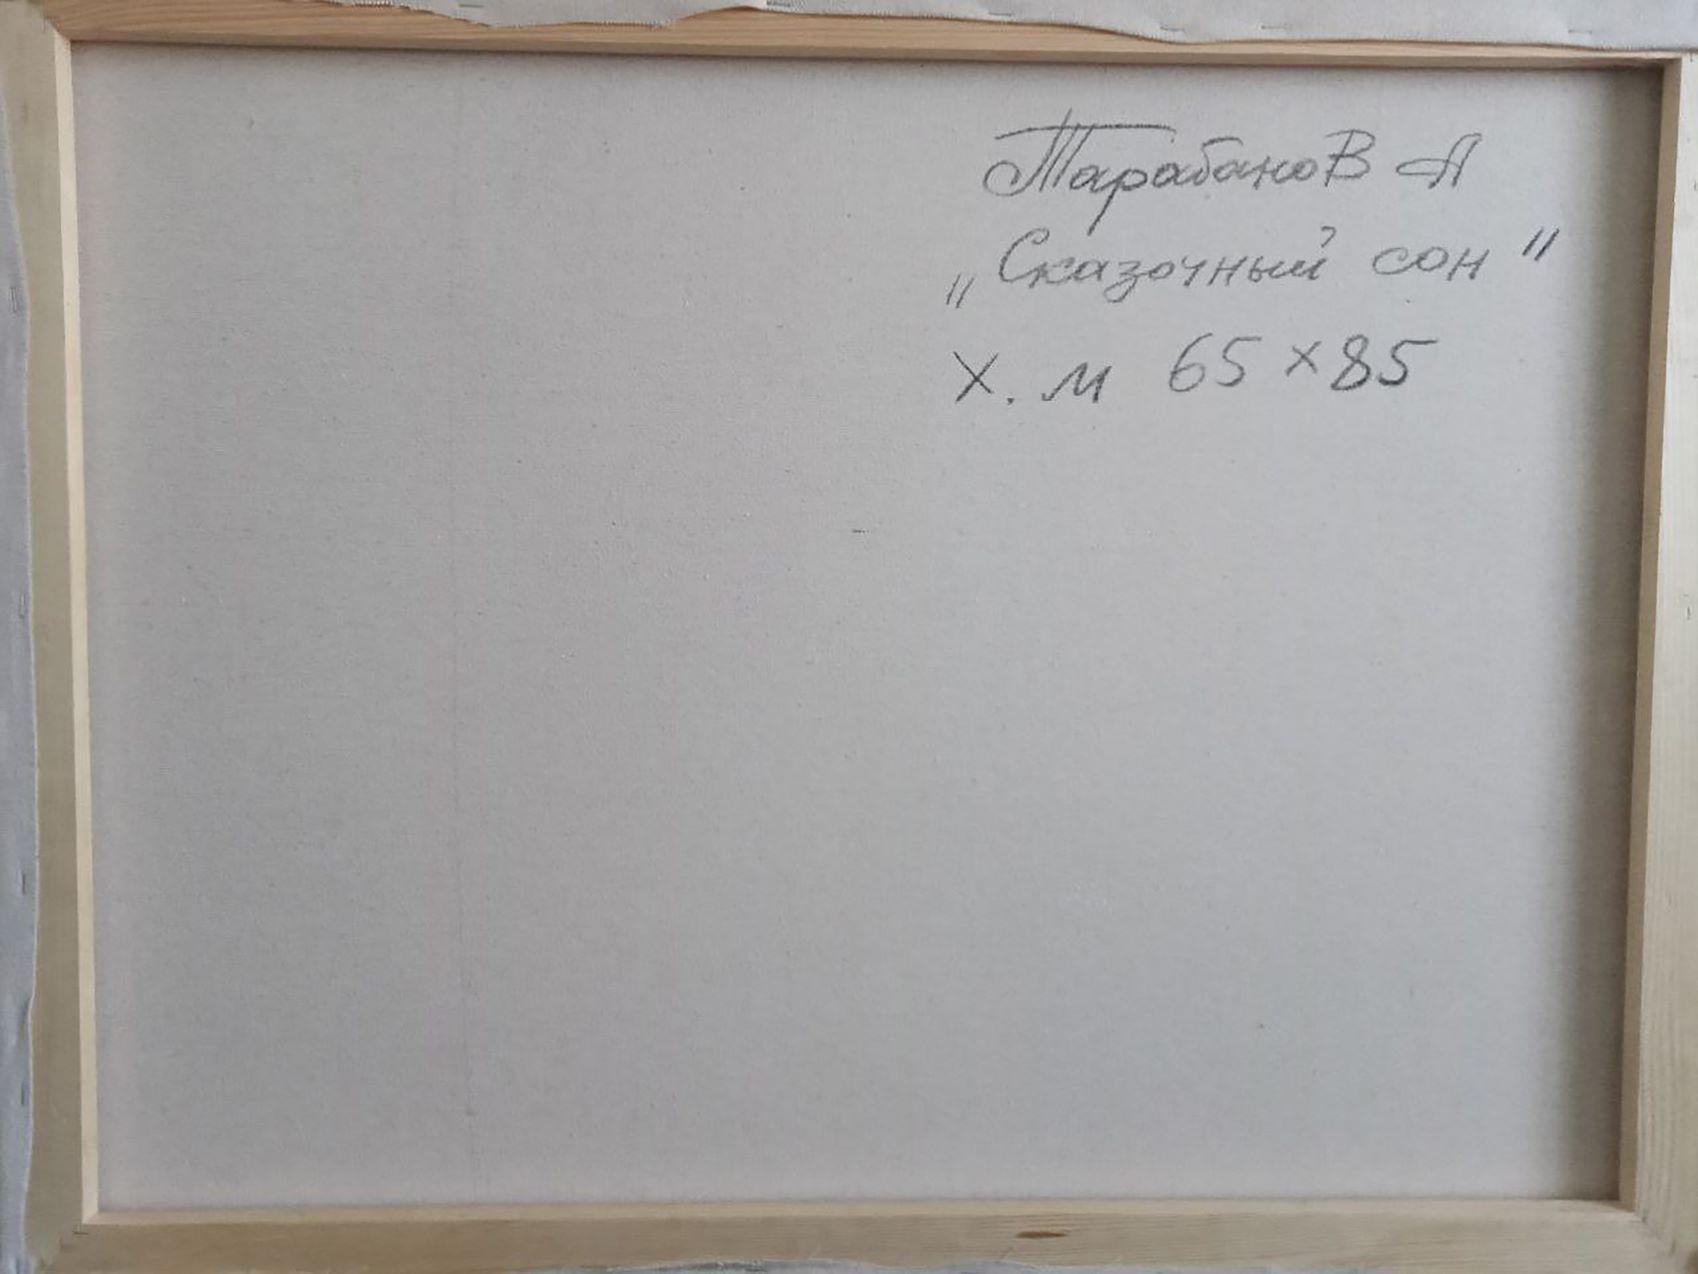 Тарабанов А
„Сказочный сон"
х. м 65 х 85